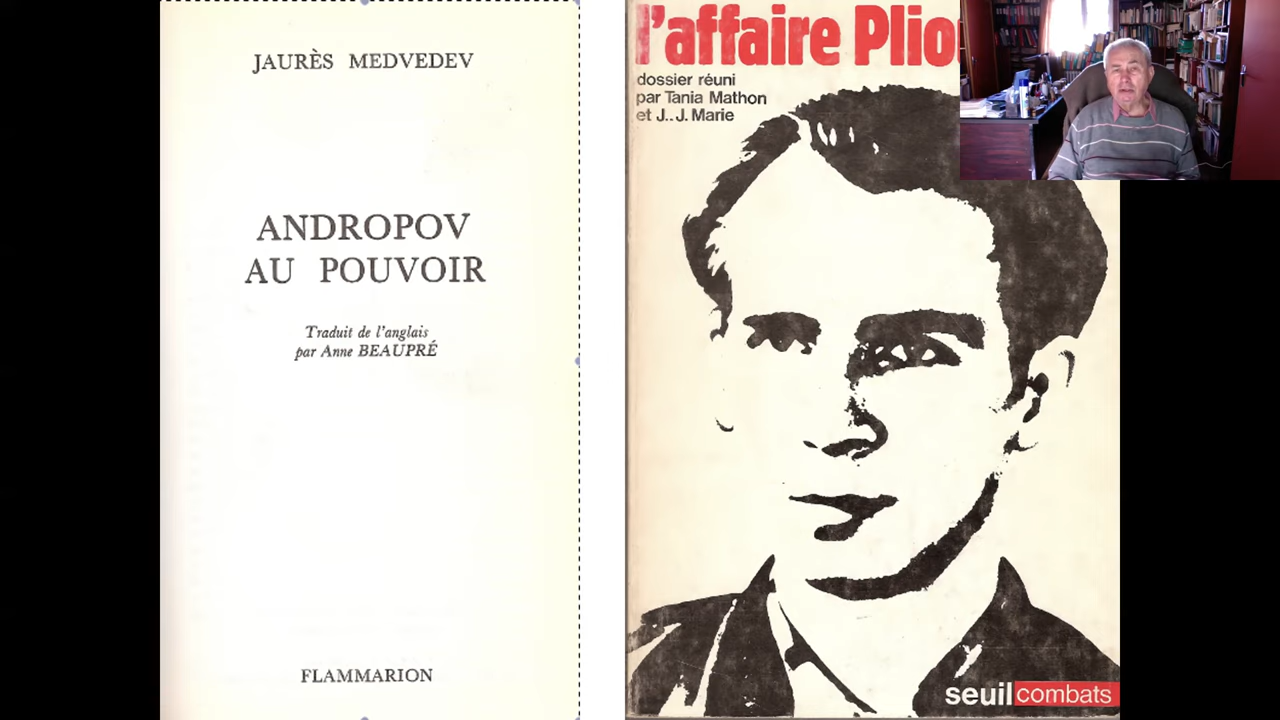 JAURÈS MEDVEDEV
ANDROPOV
AU POUVOIR
Traduit de l'anglais
par Anne BEAUPRÉ
FLAMMARION
l'affaire Plio
dossier réuni
par Tania Mathon
et J.. J. Marie
seuil combats